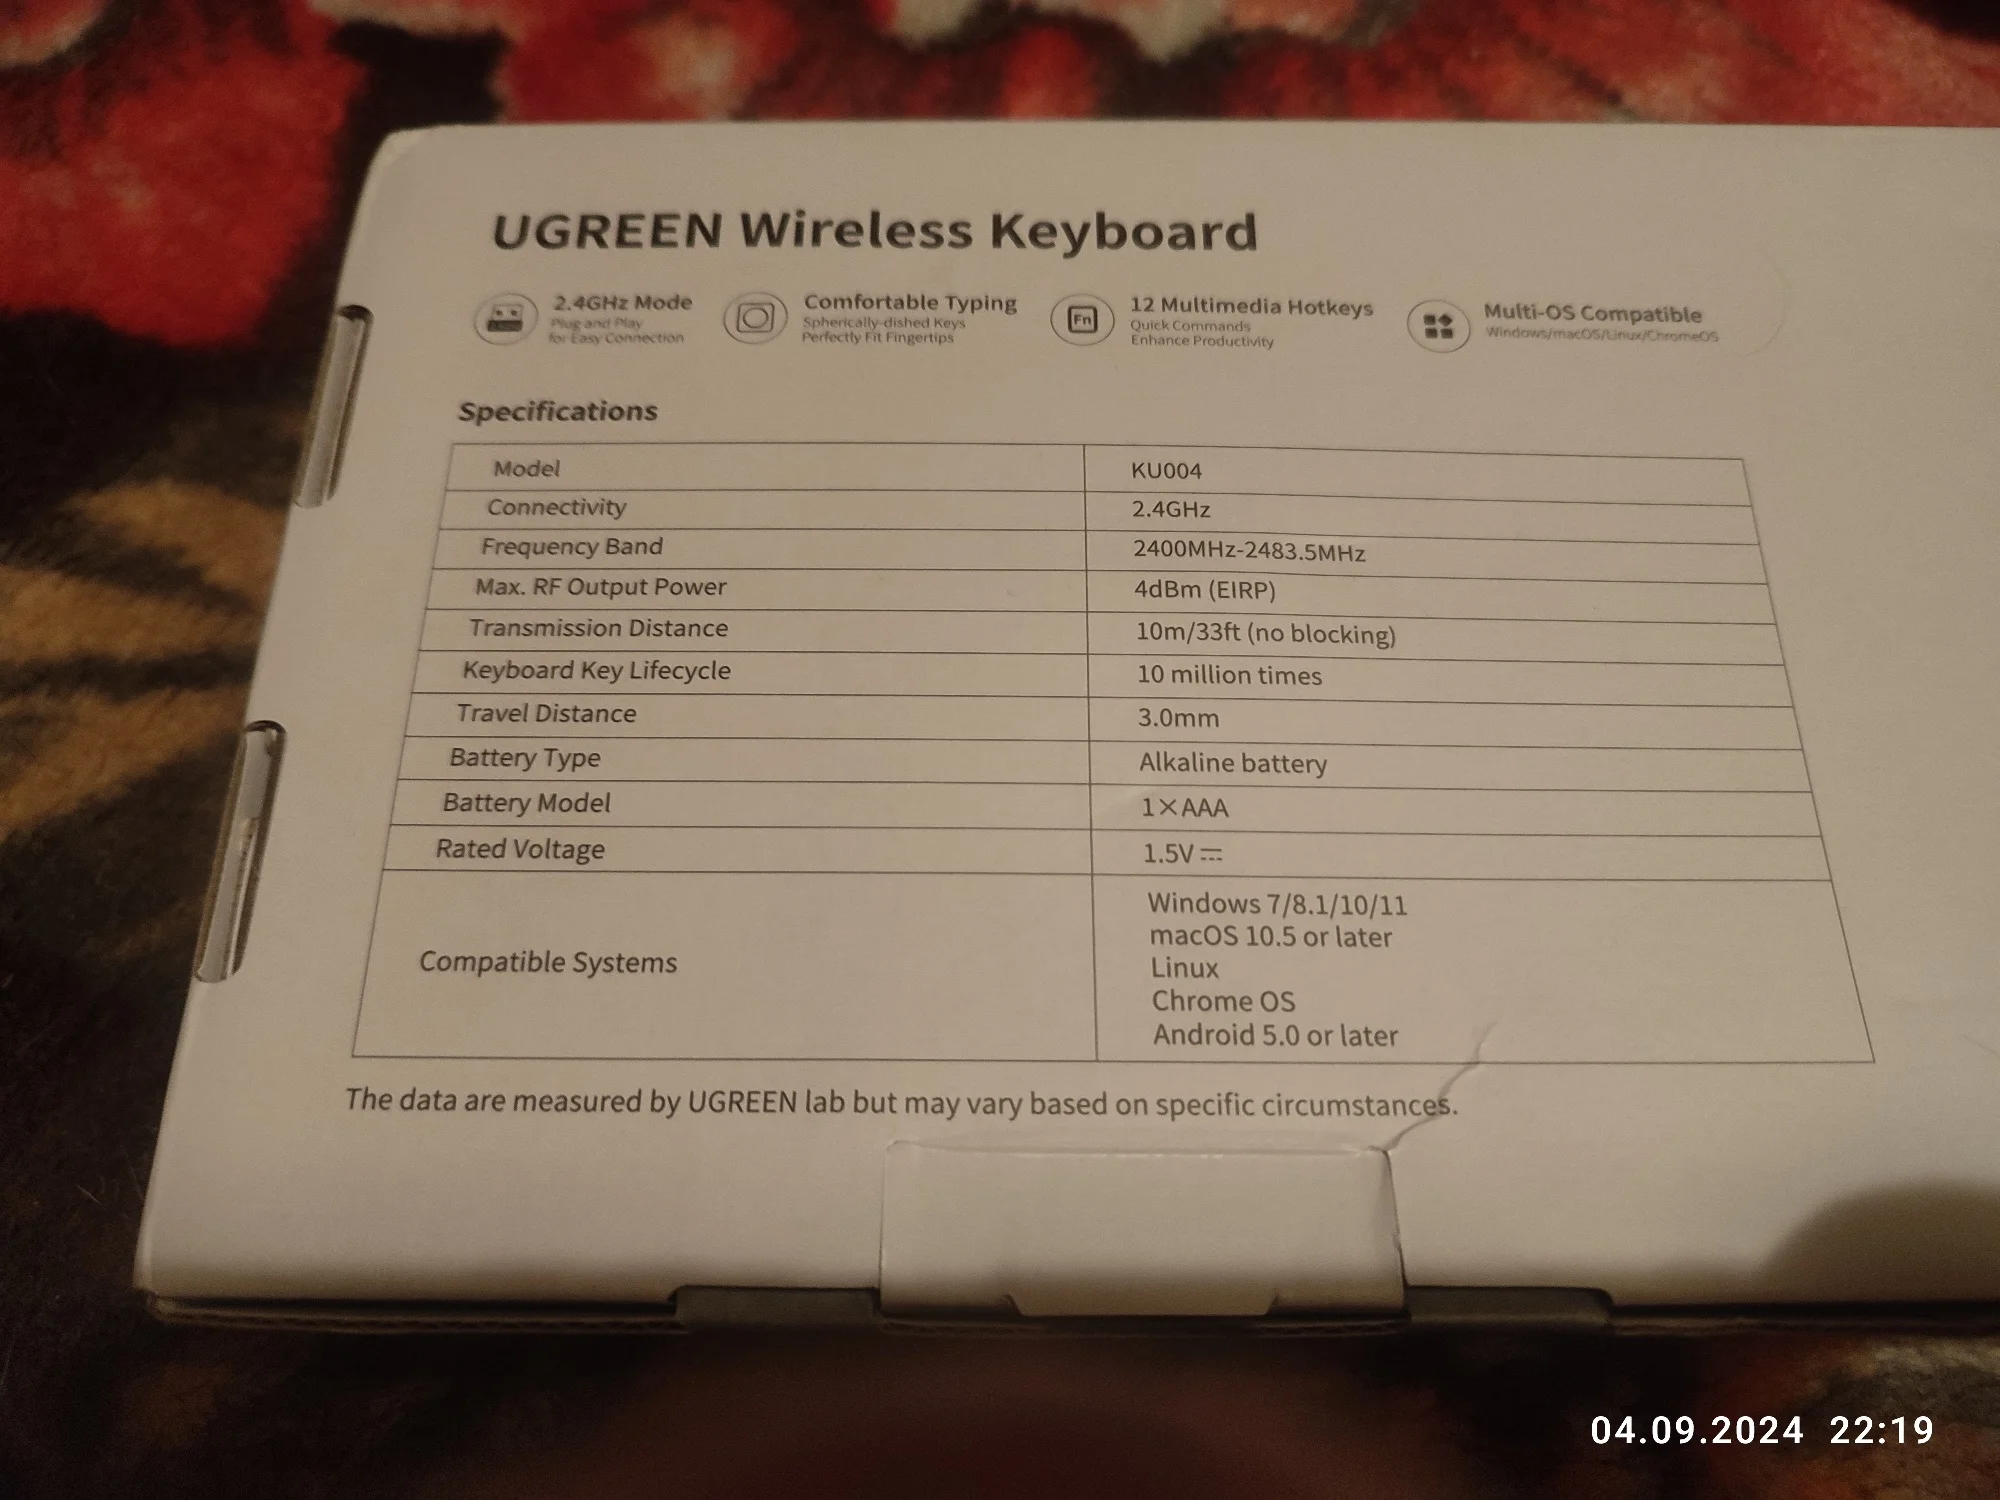 UGREEN Wireless Keyboard
2.4GHz Mode
Plug and Play
for Easy Connection
Comfortable Typing
Spherically-dished Keys
Perfectly Fit Fingertips
Fn
12 Multimedia Hotkeys
Quick Commands
Enhance Productivity
Multi-OS Compatible
Windows/macOS/Linux/ChromeOS
Specifications
Model KU004
Connectivity 2.4GHz
Frequency Band 2400MHz-2483.5MHz
Max. RF Output Power 4dBm (EIRP)
Transmission Distance 10m/33ft (no blocking)
Keyboard Key Lifecycle 10 million times
Travel Distance 3.0mm
Battery Type Alkaline battery
Battery Model 1×AAA
Rated Voltage 1.5V⎓
Compatible Systems
Windows 7/8.1/10/11
macOS 10.5 or later
Linux
Chrome OS
Android 5.0 or later
The data are measured by UGREEN lab but may vary based on specific circumstances.
04.09.2024 22:19